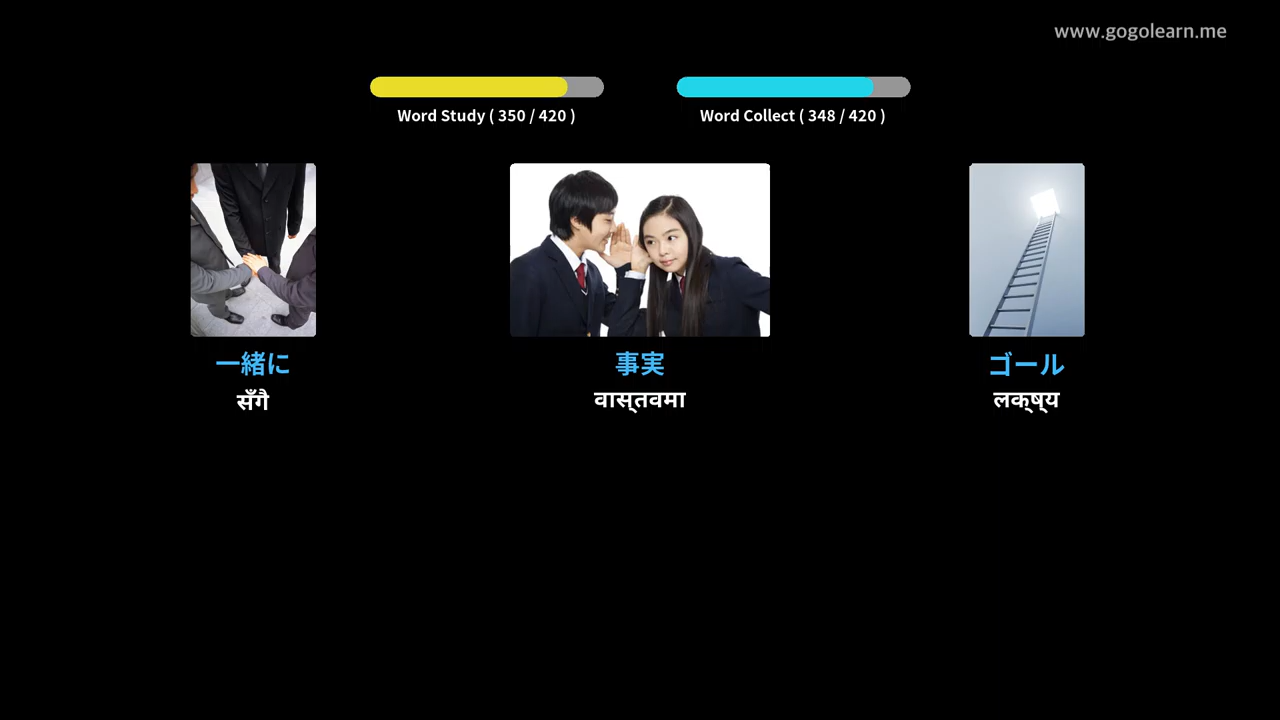 www.gogolearn.me
Word Study ( 350 / 420 )
Word Collect ( 348 / 420 )
一緒に
事実
ゴール
सँगै
वास्तवमा
लक्ष्य